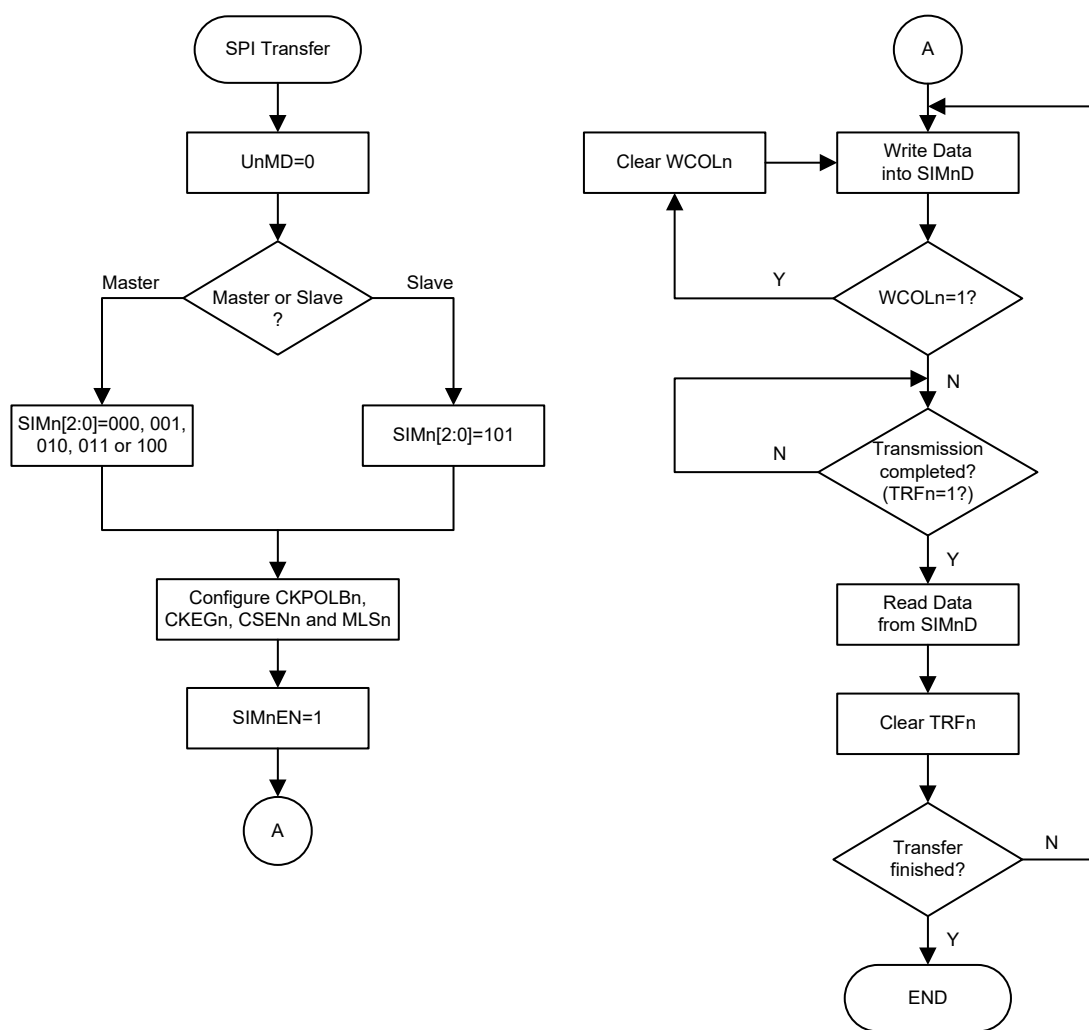 SPI Transfer
UnMD=0
Master
Master or Slave
?
Slave
SIMn[2:0]=000, 001,
010, 011 or 100
SIMn[2:0]=101
Configure CKPOLBn,
CKEGn, CSENn and MLSn
SIMnEN=1
A
A
Clear WCOLn
Write Data
into SIMnD
Y
WCOLn=1?
N
N
Transmission
completed?
(TRFn=1?)
Y
Read Data
from SIMnD
Clear TRFn
Transfer
finished?
N
Y
END